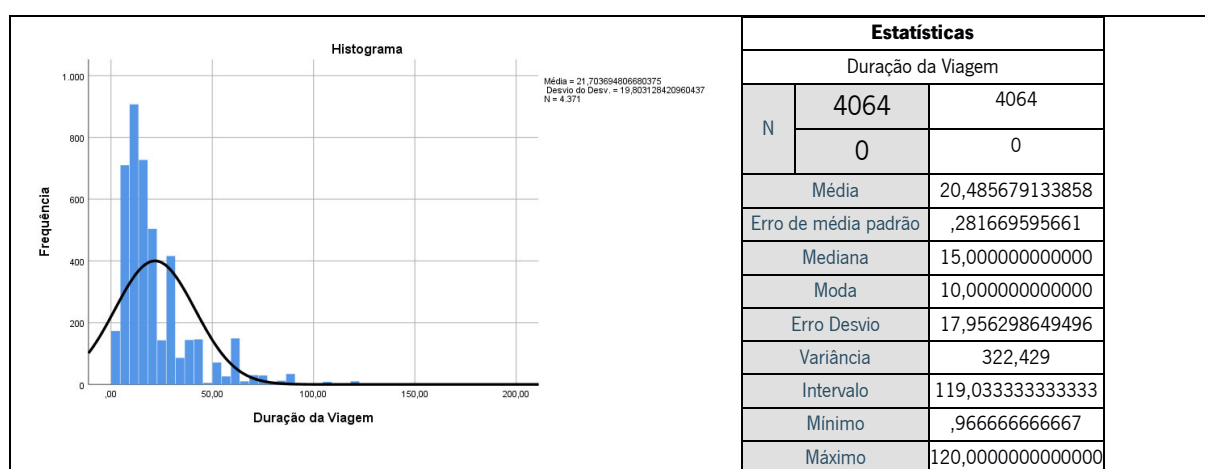 Histograma
Média = 21,703694806680375
Desvio do Desv. = 19,803128420960437
N = 4.371
1.000
800
600
400
200
0
Frequência
,00
50,00
100,00
150,00
200,00
Duração da Viagem
Estatísticas
Duração da Viagem
N 4064 4064
0 0
Média 20,485679133858
Erro de média padrão ,281669595661
Mediana 15,000000000000
Moda 10,000000000000
Erro Desvio 17,956298649496
Variância 322,429
Intervalo 119,033333333333
Mínimo ,966666666667
Máximo 120,0000000000000